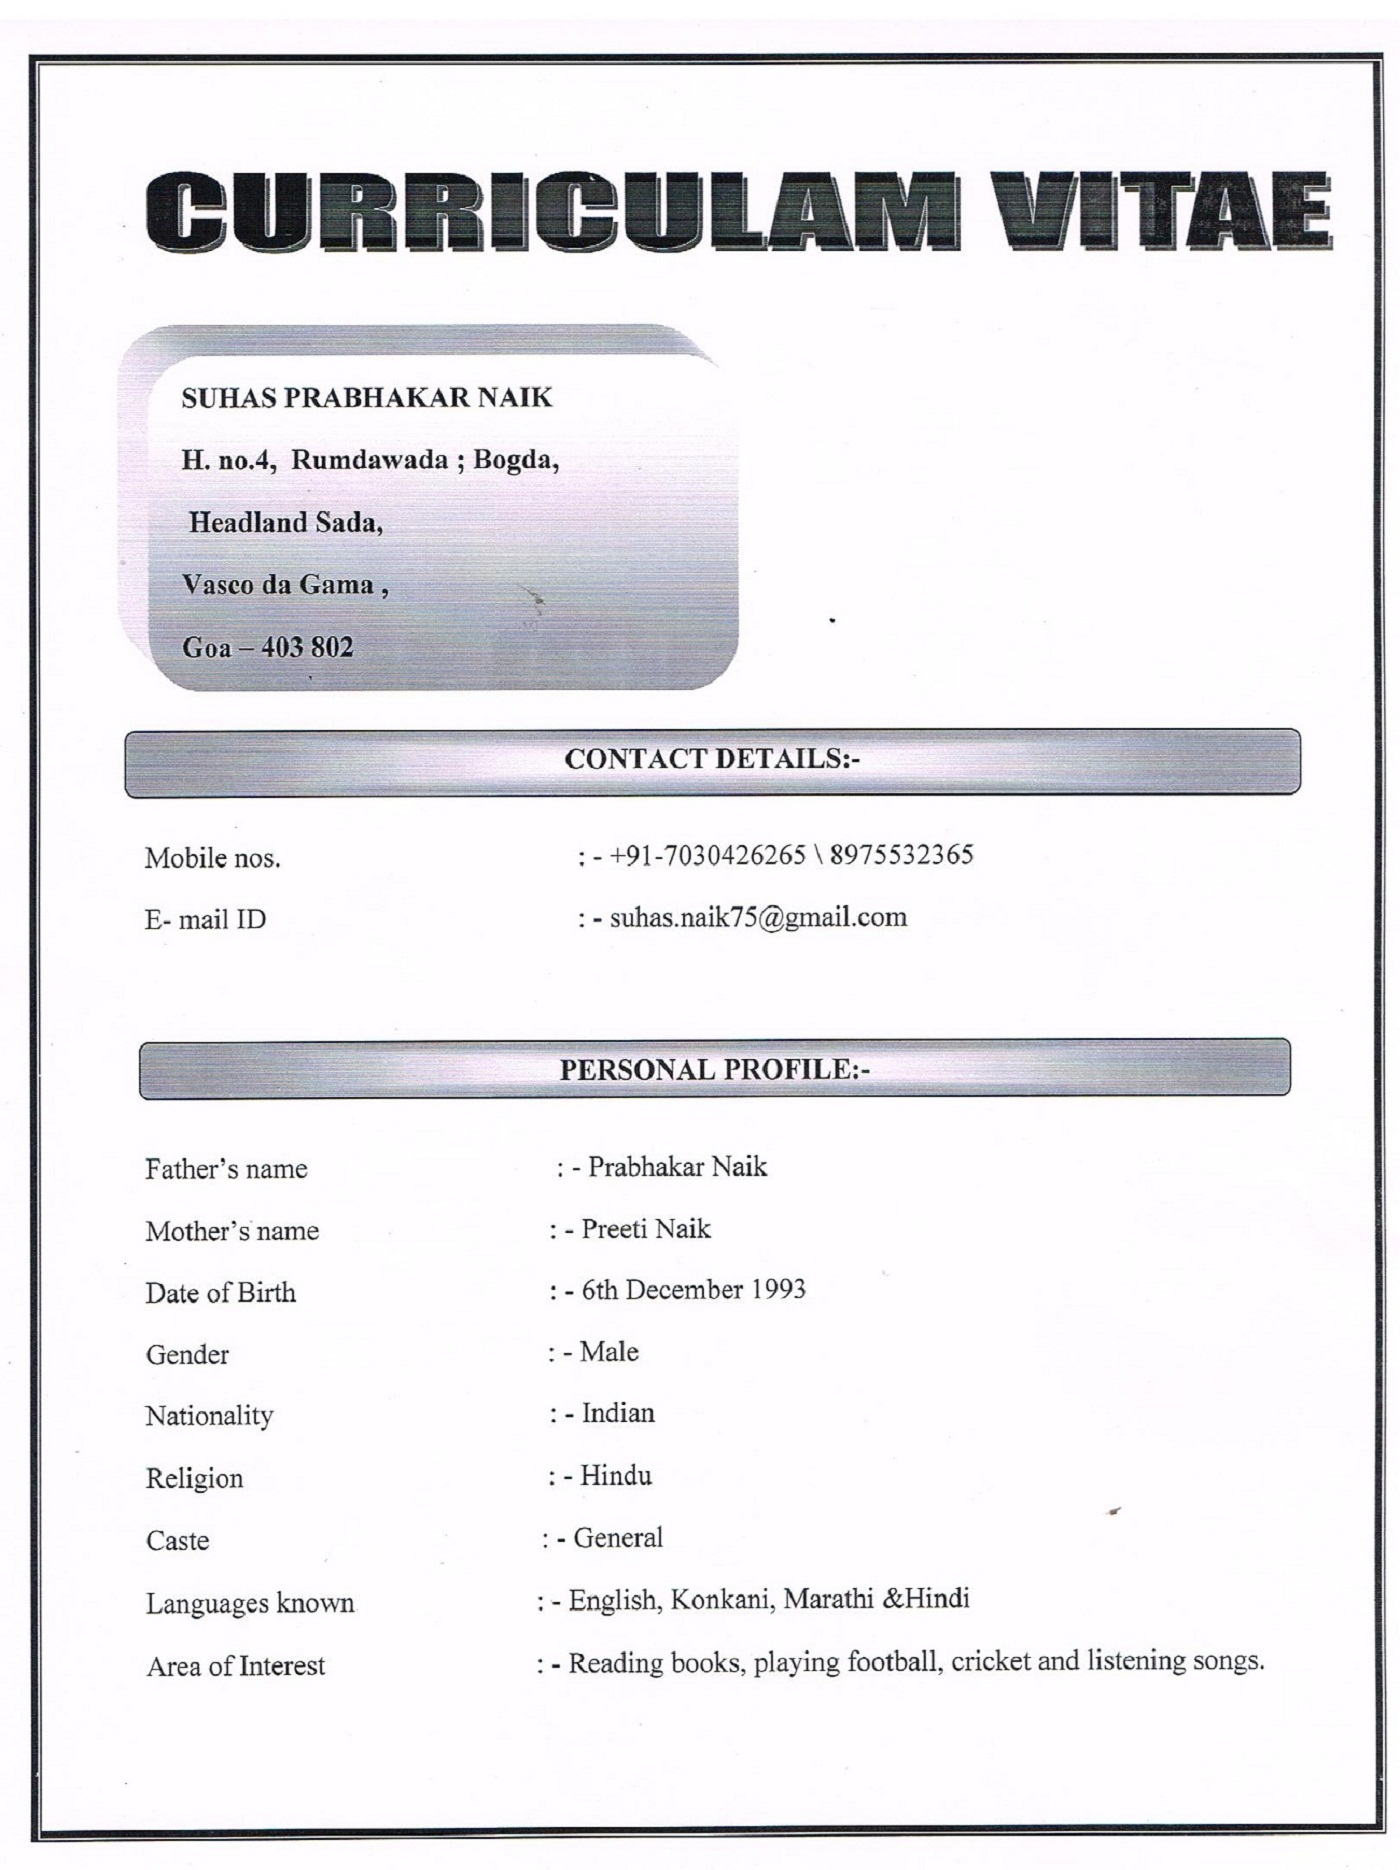 CURRICULAM VITAE
SUHAS PRABHAKAR NAIK
H. no.4, Rumdawada ; Bogda,
Headland Sada,
Vasco da Gama ,
Goa – 403 802
CONTACT DETAILS:-
Mobile nos. : - +91-7030426265 \ 8975532365
E- mail ID : - suhas.naik75@gmail.com
PERSONAL PROFILE:-
Father's name : - Prabhakar Naik
Mother's name : - Preeti Naik
Date of Birth : - 6th December 1993
Gender : - Male
Nationality : - Indian
Religion : - Hindu
Caste : - General
Languages known : - English, Konkani, Marathi &Hindi
Area of Interest : - Reading books, playing football, cricket and listening songs.